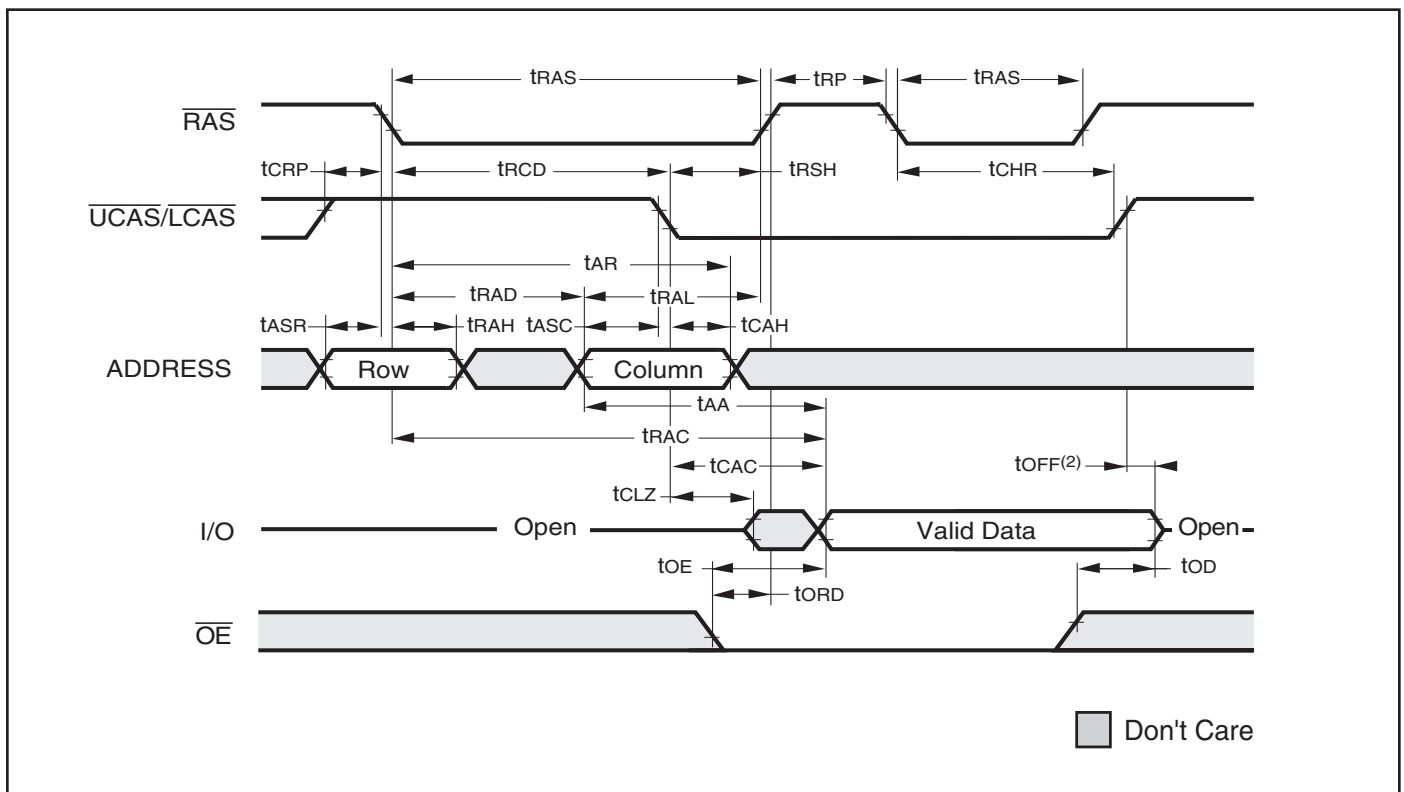 tRAS tRP tRAS
RAS
tCRP tRCD tRSH tCHR
UCAS/LCAS
tAR
tRAD tRAL
tASR tRAH tASC tCAH
ADDRESS Row Column
tAA
tRAC
tCAC tOFF(2)
tCLZ
I/O Open Valid Data Open
tOE tOD
tORD
OE
Don't Care